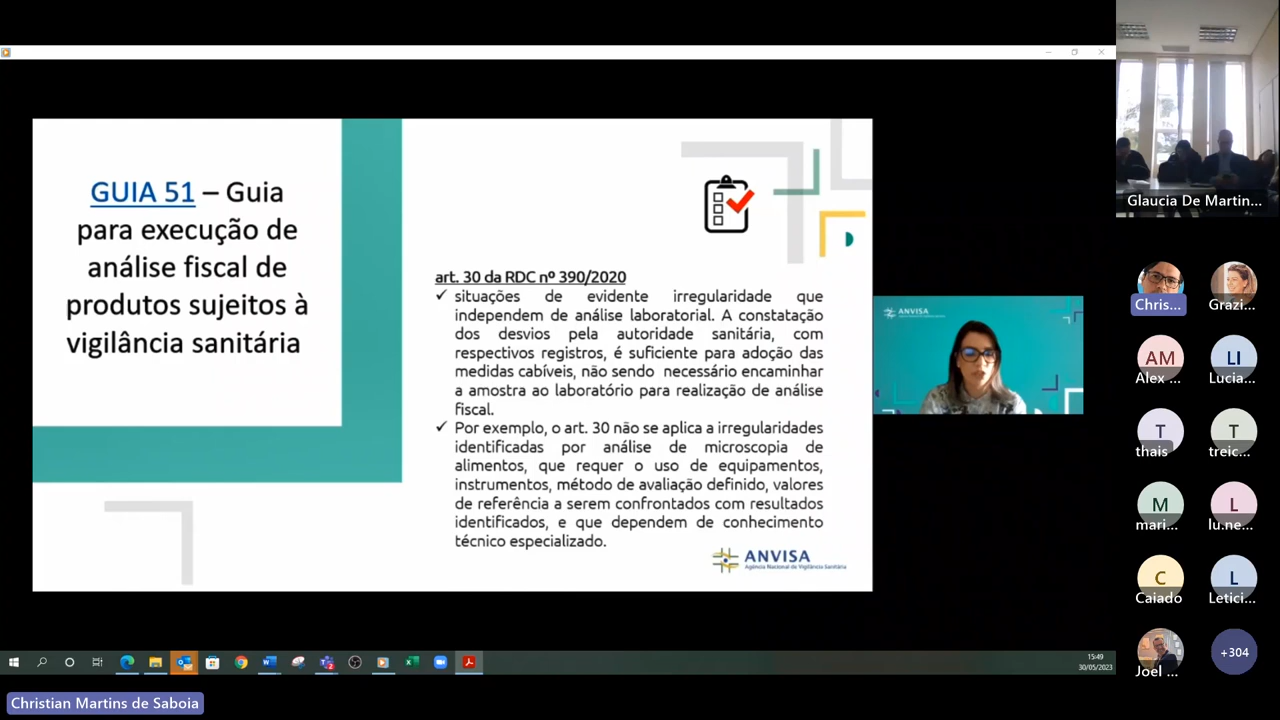 GUIA 51 – Guia
para execução de
análise fiscal de
produtos sujeitos à
vigilância sanitária
art. 30 da RDC nº 390/2020
✓ situações de evidente irregularidade que
independem de análise laboratorial. A constatação
dos desvios pela autoridade sanitária, com
respectivos registros, é suficiente para adoção das
medidas cabíveis, não sendo necessário encaminhar
a amostra ao laboratório para realização de análise
fiscal.
✓ Por exemplo, o art. 30 não se aplica a irregularidades
identificadas por análise de microscopia de
alimentos, que requer o uso de equipamentos,
instrumentos, método de avaliação definido, valores
de referência a serem confrontados com resultados
identificados, e que dependem de conhecimento
técnico especializado.
ANVISA
Agência Nacional de Vigilância Sanitária
ANVISA
Glaucia De Martin...
Chris...
Grazi...
AM
Alex ...
LI
Lucia...
T
thais
T
treic...
M
mari...
L
lu.ne...
C
Caiado
L
Letici...
Joel ...
+304
15:49
30/05/2023
Christian Martins de Saboia